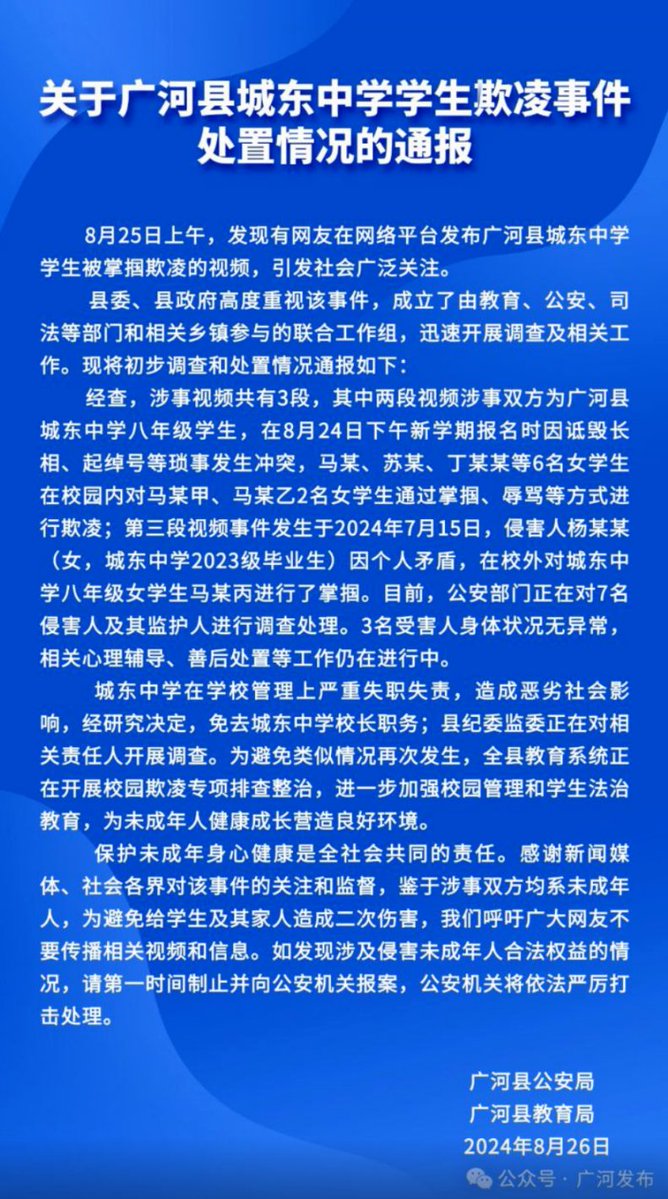 关于广河县城东中学学生欺凌事件
处置情况的通报
8月25日上午，发现有网友在网络平台发布广河县城东中学
学生被掌掴欺凌的视频，引发社会广泛关注。
县委、县政府高度重视该事件，成立了由教育、公安、司
法等部门和相关乡镇参与的联合工作组，迅速开展调查及相关工
作。现将初步调查和处置情况通报如下：
经查，涉事视频共有3段，其中两段视频涉事双方为广河县
城东中学八年级学生，在8月24日下午新学期报名时因诋毁长
相、起绰号等琐事发生冲突，马某、苏某、丁某某等6名女学生
在校园内对马某甲、马某乙2名女学生通过掌掴、辱骂等方式进
行欺凌；第三段视频事件发生于2024年7月15日，侵害人杨某某
（女，城东中学2023级毕业生）因个人矛盾，在校外对城东中
学八年级女学生马某丙进行了掌掴。目前，公安部门正在对7名
侵害人及其监护人进行调查处理。3名受害人身体状况无异常，
相关心理辅导、善后处置等工作仍在进行中。
城东中学在学校管理上严重失职失责，造成恶劣社会影
响，经研究决定，免去城东中学校长职务；县纪委监委正在对相
关责任人开展调查。为避免类似情况再次发生，全县教育系统正
在开展校园欺凌专项排查整治，进一步加强校园管理和学生法治
教育，为未成年人健康成长营造良好环境。
保护未成年身心健康是全社会共同的责任。感谢新闻媒
体、社会各界对该事件的关注和监督，鉴于涉事双方均系未成年
人，为避免给学生及其家人造成二次伤害，我们呼吁广大网友不
要传播相关视频和信息。如发现涉及侵害未成年人合法权益的情
况，请第一时间制止并向公安机关报案，公安机关将依法严厉打
击处理。
广河县公安局
广河县教育局
2024年8月26日
公众号·广河发布